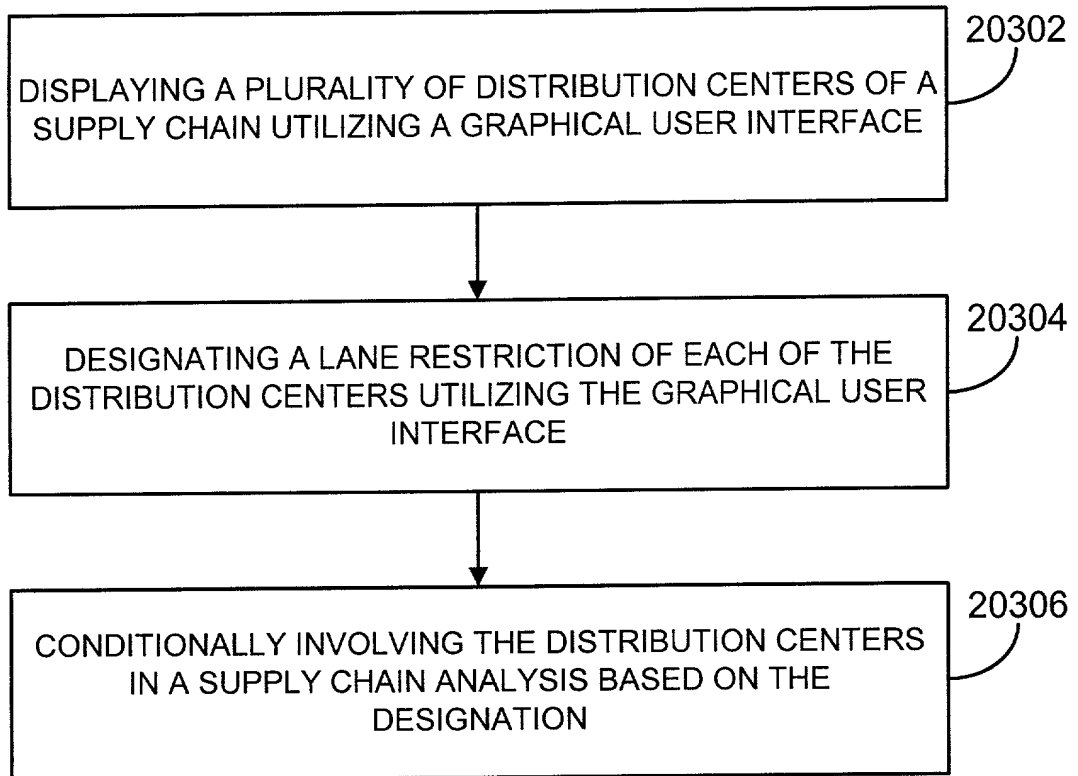 20302
DISPLAYING A PLURALITY OF DISTRIBUTION CENTERS OF A
SUPPLY CHAIN UTILIZING A GRAPHICAL USER INTERFACE
20304
DESIGNATING A LANE RESTRICTION OF EACH OF THE
DISTRIBUTION CENTERS UTILIZING THE GRAPHICAL USER
INTERFACE
20306
CONDITIONALLY INVOLVING THE DISTRIBUTION CENTERS
IN A SUPPLY CHAIN ANALYSIS BASED ON THE
DESIGNATION